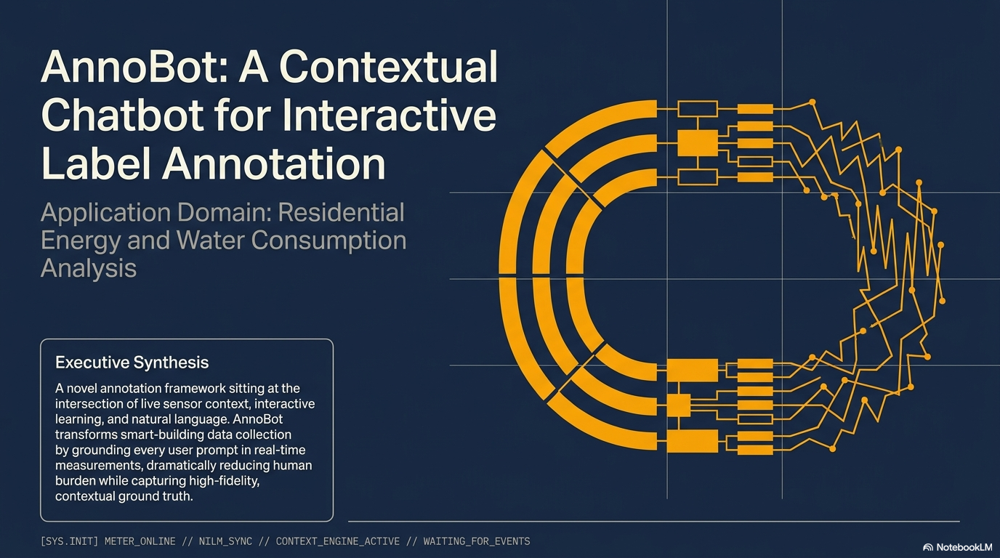 AnnoBot: A Contextual
Chatbot for Interactive
Label Annotation
Application Domain: Residential
Energy and Water Consumption
Analysis
Executive Synthesis
A novel annotation framework sitting at the
intersection of live sensor context, interactive
learning, and natural language. AnnoBot
transforms smart-building data collection
by grounding every user prompt in real-time
measurements, dramatically reducing human
burden while capturing high-fidelity,
contextual ground truth.
[SYS.INIT] METER_ONLINE // NILM_SYNC // CONTEXT_ENGINE_ACTIVE // WAITING_FOR_EVENTS
NotebookLM